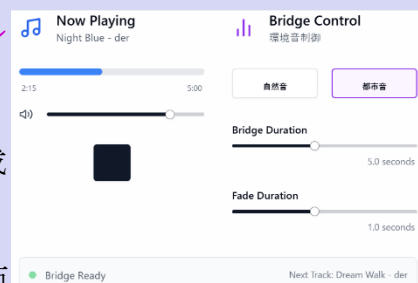 Now Playing
Night Blue - der
2:15
5:00
Bridge Control
環境音制御
自然音
都市音
Bridge Duration
5.0 seconds
Fade Duration
1.0 seconds
Bridge Ready
Next Track: Dream Walk - der